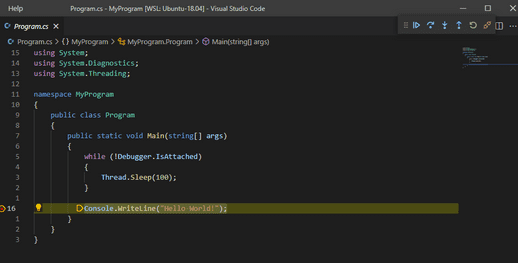 Help
Program.cs - MyProgram [WSL: Ubuntu-18.04] - Visual Studio Code
Program.cs
Program.cs > {} MyProgram > MyProgram.Program > Main(string[] args)
15 using System;
14 using System.Diagnostics;
13 using System.Threading;
12
11 namespace MyProgram
10 {
9 public class Program
8 {
7 public static void Main(string[] args)
6 {
5 while (!Debugger.IsAttached)
4 {
3 Thread.Sleep(100);
2 }
1
16 Console.WriteLine("Hello World!");
1 }
2 }
3 }